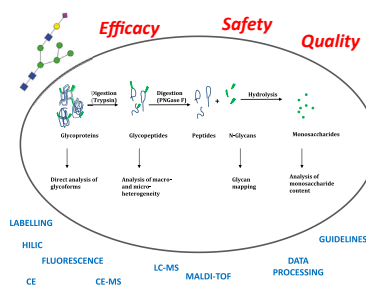 Efficacy
Safety
Quality
Digestion
(Trypsin)
Digestion
(PNGase F)
Hydrolysis
+
Glycoproteins
Glycopeptides
Peptides
N-Glycans
Monosaccharides
Direct analysis of
glycoforms
Analysis of macro-
and micro-
heterogeneity
Glycan
mapping
Analysis of
monosaccharide
content
LABELLING
HILIC
FLUORESCENCE
CE
CE-MS
LC-MS
MALDI-TOF
DATA
PROCESSING
GUIDELINES